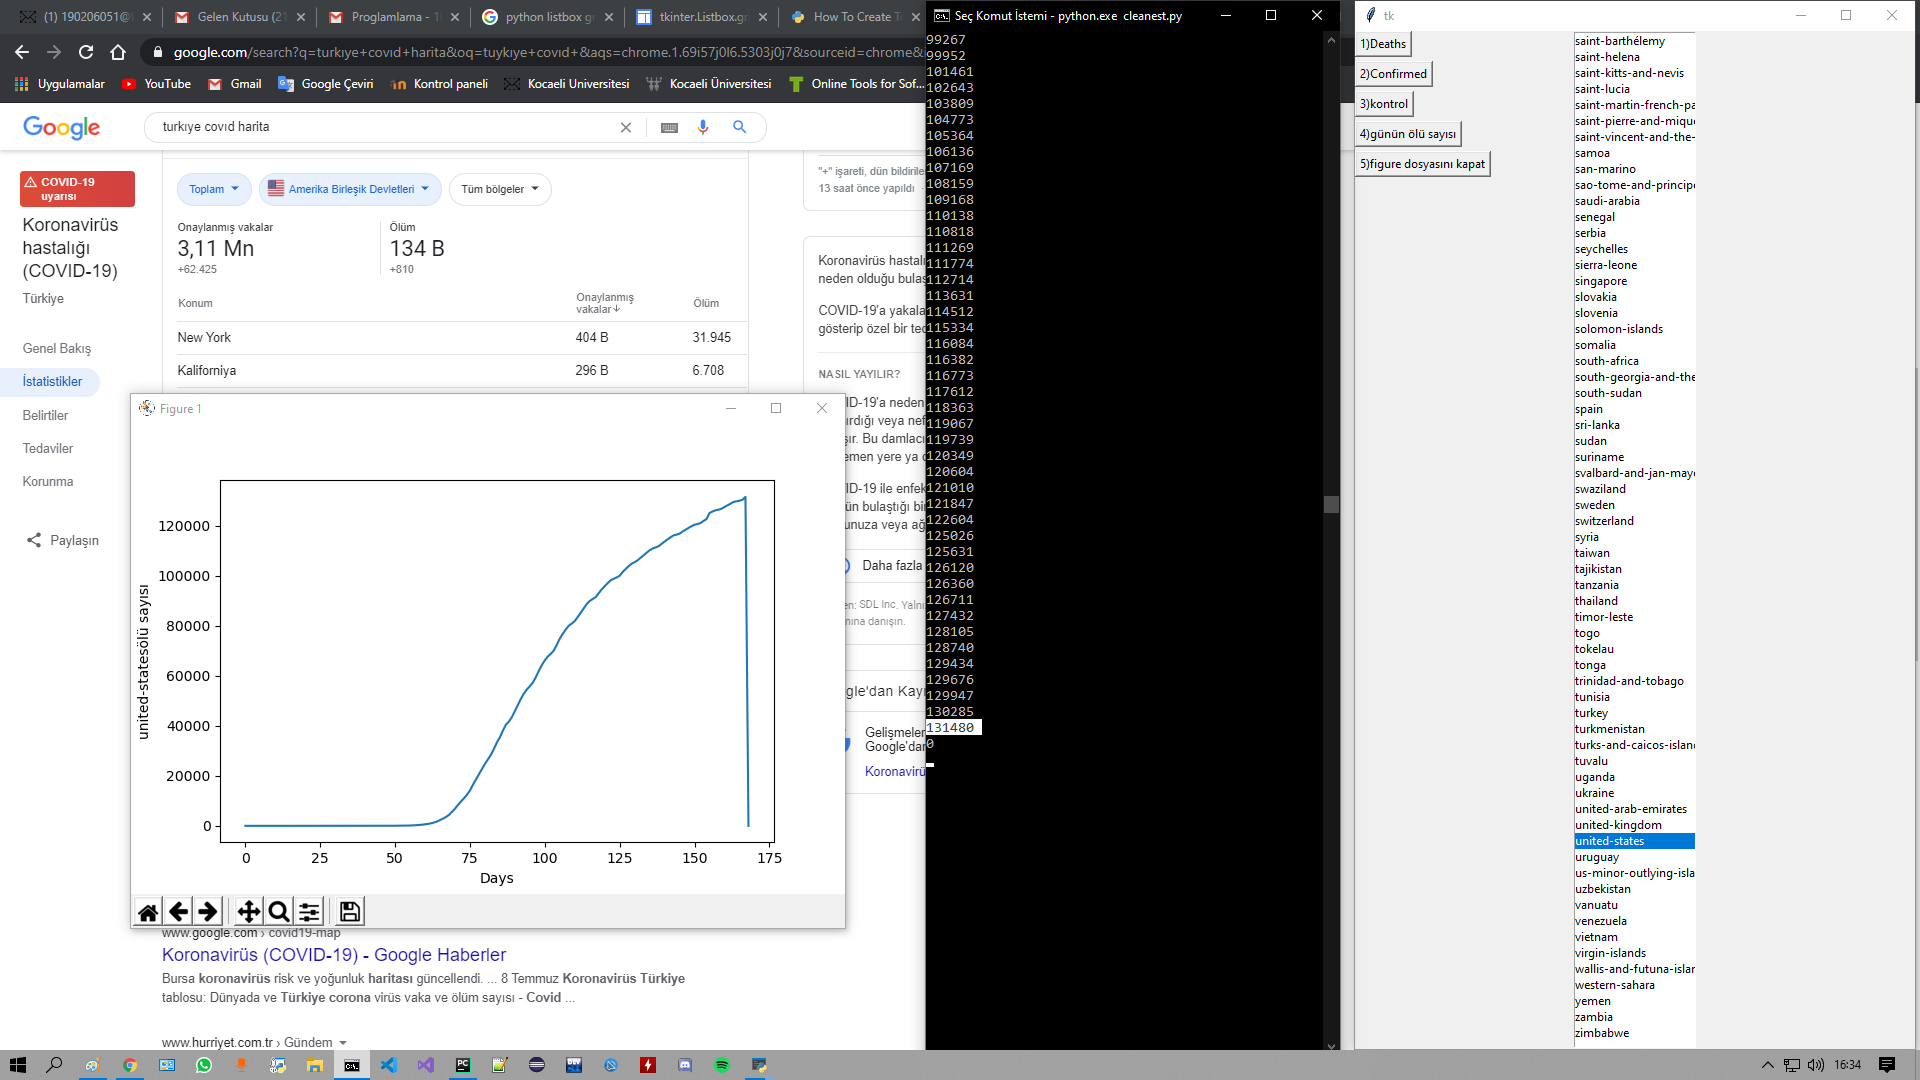 (1) 190206051@
Gelen Kutusu (21
Proglamlama - 1
python listbox g
tkinter.Listbox.g
How To Create T
google.com/search?q=turkıye+covıd+harita&oq=tuykiye+covıd+&aqs=chrome.1.69i57j0l6.5303j0j7&sourceid=chrome&
Uygulamalar
YouTube
Gmail
Google Çeviri
Kontrol paneli
Kocaeli Universitesi
Kocaeli Üniversitesi
Online Tools for Sof...
Google
turkıye covıd harita
COVID-19
uyarısı
Koronavirüs
hastalığı
(COVID-19)
Türkiye
Genel Bakış
İstatistikler
Belirtiler
Tedaviler
Korunma
Paylaşın
Toplam
Amerika Birleşik Devletleri
Tüm bölgeler
Onaylanmış vakalar
3,11 Mn
+62.425
Ölüm
134 B
+810
Konum
Onaylanmış
vakalar
Ölüm
New York
404 B
31.945
Kaliforniya
296 B
6.708
"+" işareti, dün bildirile
13 saat önce yapıldı
Koronavirüs hastalı
neden olduğu bulaş
COVID-19'a yakala
gösterip özel bir ted
NASIL YAYILIR?
ID-19'a neden
ırdığı veya nef
şır. Bu damlacı
emen yere ya
ID-19 ile enfek
ün bulaştığı bi
unuza veya ağ
Daha fazla
en: SDL Inc. Yaln
nına danışın.
gle'dan Kay
Gelişmeler
Google'dan
Koronavirü
Figure 1
united-statesölü sayısı
120000
100000
80000
60000
40000
20000
0
0
25
50
75
100
125
150
175
Days
www.google.com › covid19-map
Koronavirüs (COVID-19) - Google Haberler
Bursa koronavirüs risk ve yoğunluk haritası güncellendi. ... 8 Temmuz Koronavirüs Türkiye
tablosu: Dünyada ve Türkiye corona virüs vaka ve ölüm sayısı - Covid ...
www.hurriyet.com.tr › Gündem
Seç Komut İstemi - python.exe cleanest.py
99267
99952
101461
102643
103809
104773
105364
106136
107169
108159
109168
110138
110818
111269
111774
112714
113631
114512
115334
116084
116382
116773
117612
118363
119067
119739
120349
120604
121010
121847
122604
125026
125631
126120
126360
126711
127432
128105
128740
129434
129676
129947
130285
131480
0
tk
1)Deaths
2)Confirmed
3)kontrol
4)günün ölü sayısı
5)figure dosyasını kapat
saint-barthélemy
saint-helena
saint-kitts-and-nevis
saint-lucia
saint-martin-french-pa
saint-pierre-and-mique
saint-vincent-and-the-
samoa
san-marino
sao-tome-and-principe
saudi-arabia
senegal
serbia
seychelles
sierra-leone
singapore
slovakia
slovenia
solomon-islands
somalia
south-africa
south-georgia-and-the
south-sudan
spain
sri-lanka
sudan
suriname
svalbard-and-jan-maye
swaziland
sweden
switzerland
syria
taiwan
tajikistan
tanzania
thailand
timor-leste
togo
tokelau
tonga
trinidad-and-tobago
tunisia
turkey
turkmenistan
turks-and-caicos-island
tuvalu
uganda
ukraine
united-arab-emirates
united-kingdom
united-states
uruguay
us-minor-outlying-isla
uzbekistan
vanuatu
venezuela
vietnam
virgin-islands
wallis-and-futuna-islan
western-sahara
yemen
zambia
zimbabwe
16:34